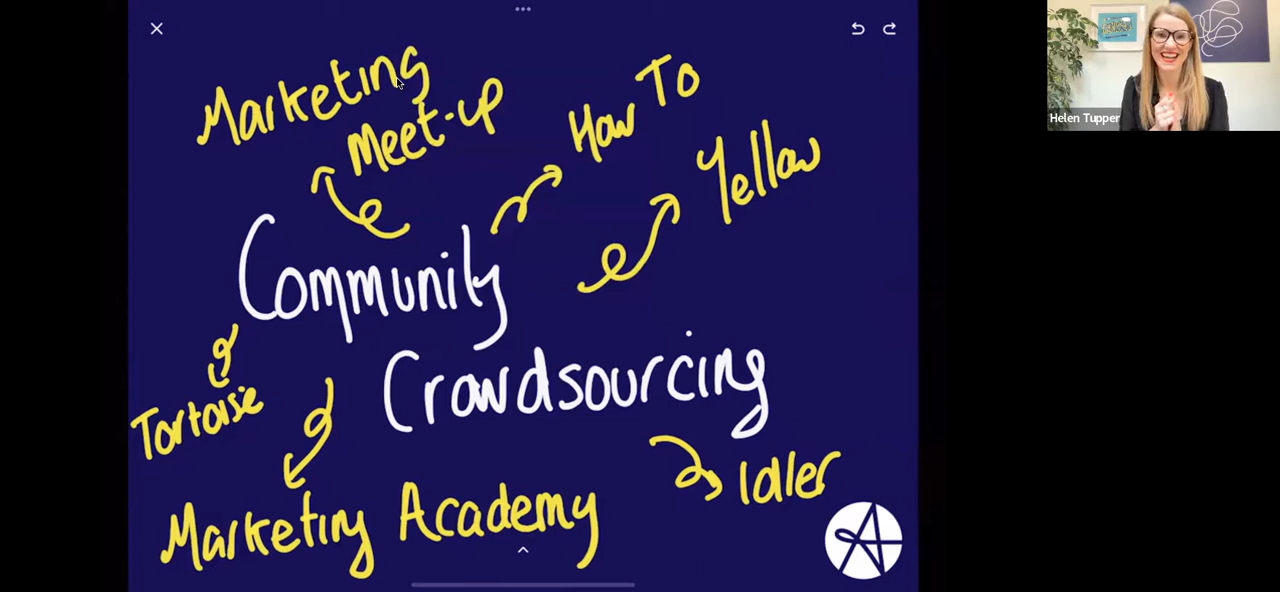 Marketing
Meet-up
How To
Yellow
Community
Crowdsourcing
Tortoise
Marketing Academy
Idler
Helen Tupper